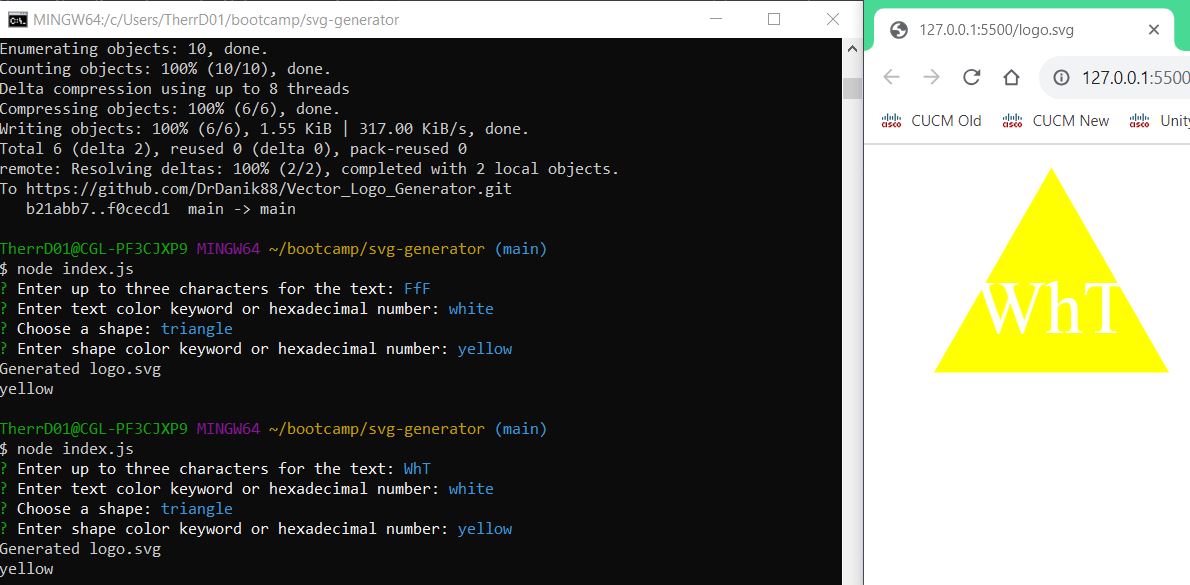 MINGW64:/c/Users/TherrD01/bootcamp/svg-generator
Enumerating objects: 10, done.
Counting objects: 100% (10/10), done.
Delta compression using up to 8 threads
Compressing objects: 100% (6/6), done.
Writing objects: 100% (6/6), 1.55 KiB | 317.00 KiB/s, done.
Total 6 (delta 2), reused 0 (delta 0), pack-reused 0
remote: Resolving deltas: 100% (2/2), completed with 2 local objects.
To https://github.com/DrDanik88/Vector_Logo_Generator.git
   b21abb7..f0cecd1  main -> main
TherrD01@CGL-PF3CJXP9 MINGW64 ~/bootcamp/svg-generator (main)
$ node index.js
? Enter up to three characters for the text: FfF
? Enter text color keyword or hexadecimal number: white
? Choose a shape: triangle
? Enter shape color keyword or hexadecimal number: yellow
Generated logo.svg
yellow
TherrD01@CGL-PF3CJXP9 MINGW64 ~/bootcamp/svg-generator (main)
$ node index.js
? Enter up to three characters for the text: WhT
? Enter text color keyword or hexadecimal number: white
? Choose a shape: triangle
? Enter shape color keyword or hexadecimal number: yellow
Generated logo.svg
yellow
127.0.0.1:5500/logo.svg
127.0.0.1:5500
cisco CUCM Old cisco CUCM New cisco Unity
WhT